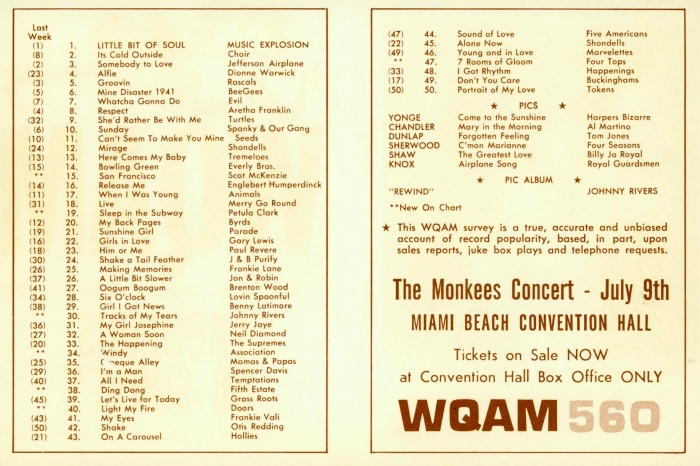 Last
Week
(1) 1. LITTLE BIT OF SOUL MUSIC EXPLOSION
(8) 2. Its Cold Outside Choir
(2) 3. Somebody to Love Jefferson Airplane
(23) 4. Alfie Dionne Warwick
(3) 5. Groovin Rascals
(5) 6. Mine Disaster 1941 BeeGees
(7) 7. Whatcha Gonna Do Evil
(4) 8. Respect Aretha Franklin
(32) 9. She'd Rather Be With Me Turtles
(6) 10. Sunday Spanky & Our Gang
(10) 11. Can't Seem To Make You Mine Seeds
(24) 12. Mirage Shondells
(13) 13. Here Comes My Baby Tremeloes
(15) 14. Bowling Green Everly Bros.
** 15. San Francisco Scot McKenzie
(14) 16. Release Me Englebert Humperdinck
(11) 17. When I Was Young Animals
(31) 18. Live Merry Go Round
** 19. Sleep in the Subway Petula Clark
(12) 20. My Back Pages Byrds
(19) 21. Sunshine Girl Parade
(16) 22. Girls in Love Gary Lewis
(18) 23. Him or Me Paul Revere
(30) 24. Shake a Tail Feather J & B Purify
(26) 25. Making Memories Frankie Lane
(37) 26. A Little Bit Slower Jon & Robin
(41) 27. Oogum Boogum Brenton Wood
(34) 28. Six O'clock Lovin Spoonful
(38) 29. Girl I Got News Benny Latimore
** 30. Tracks of My Tears Johnny Rivers
(36) 31. My Girl Josephine Jerry Jaye
(27) 32. A Woman Soon Neil Diamond
(20) 33. The Happening The Supremes
** 34. Windy Association
(25) 35. Alley Mamas & Papas
(29) 36. I'm a Man Spencer Davis
(40) 37. All I Need Temptations
** 38. Ding Dong Fifth Estate
(45) 39. Let's Live for Today Grass Roots
** 40. Light My Fire Doors
(43) 41. My Eyes Frankie Vali
(50) 42. Shake Otis Redding
(21) 43. On A Carousel Hollies
(47) 44. Sound of Love Five Americans
(22) 45. Alone Now Shondells
(49) 46. Young and in Love Marvelettes
** 47. 7 Rooms of Gloom Four Tops
(33) 48. I Got Rhythm Happenings
(17) 49. Don't You Care Buckinghams
(50) 50. Portrait of My Love Tokens
★ PICS ★
YONGE Come to the Sunshine Harpers Bizarre
CHANDLER Mary in the Morning Al Martino
DUNLAP Forgotten Feeling Tom Jones
SHERWOOD C'mon Marianne Four Seasons
SHAW The Greatest Love Billy Jo Royal
KNOX Airplane Song Royal Guardsmen
★ PIC ALBUM ★
"REWIND" JOHNNY RIVERS
**New On Chart
★ This WQAM survey is a true, accurate and unbiased
account of record popularity, based, in part, upon
sales reports, juke box plays and telephone requests.
The Monkees Concert - July 9th
MIAMI BEACH CONVENTION HALL
Tickets on Sale NOW
at Convention Hall Box Office ONLY
WQAM 560